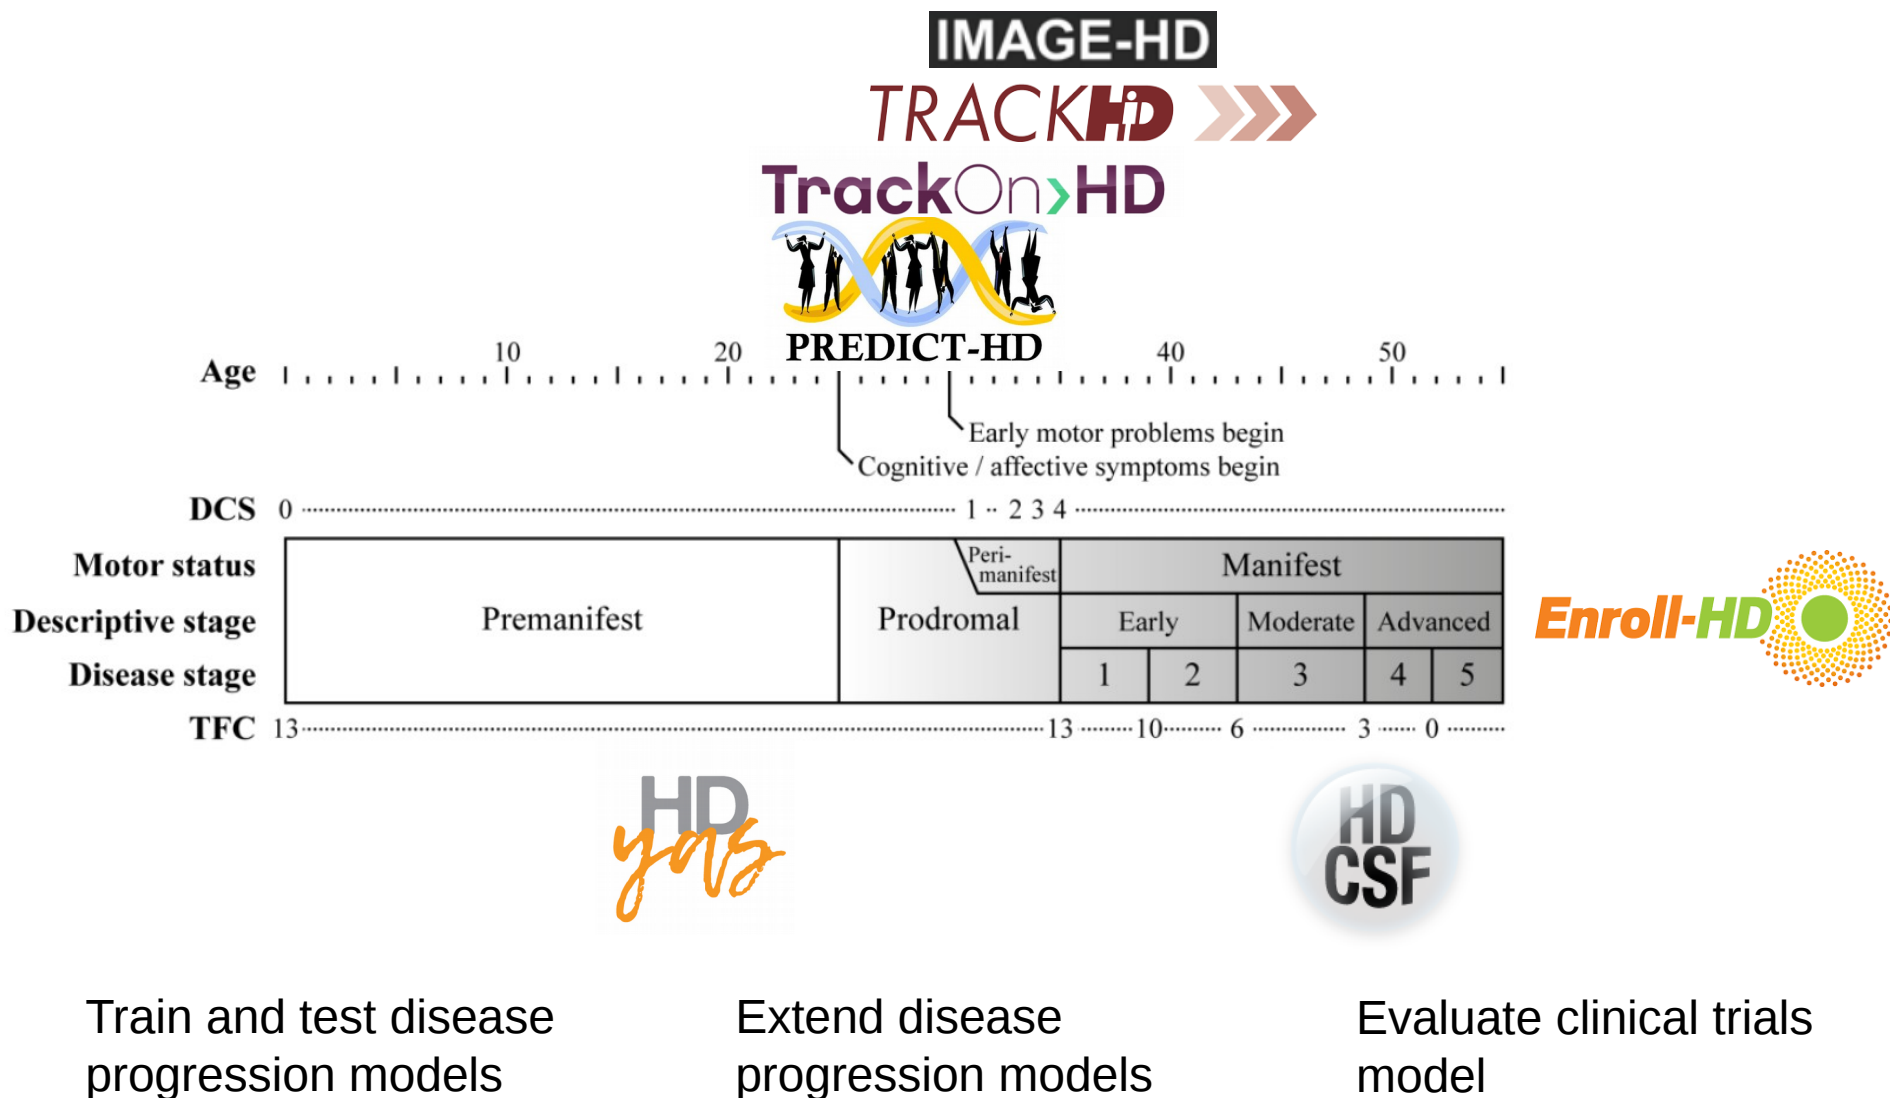 IMAGE-HD
TRACKHD
TrackOn›HD
PREDICT-HD
Age 10 20 40 50
Early motor problems begin
Cognitive / affective symptoms begin
DCS 0 1 2 3 4
Motor status
Peri-
manifest
Manifest
Descriptive stage
Premanifest
Prodromal
Early
Moderate
Advanced
Disease stage
1 2 3 4 5
TFC 13 13 10 6 3 0
Enroll-HD
HD
yas
HD
CSF
Train and test disease
progression models
Extend disease
progression models
Evaluate clinical trials
model